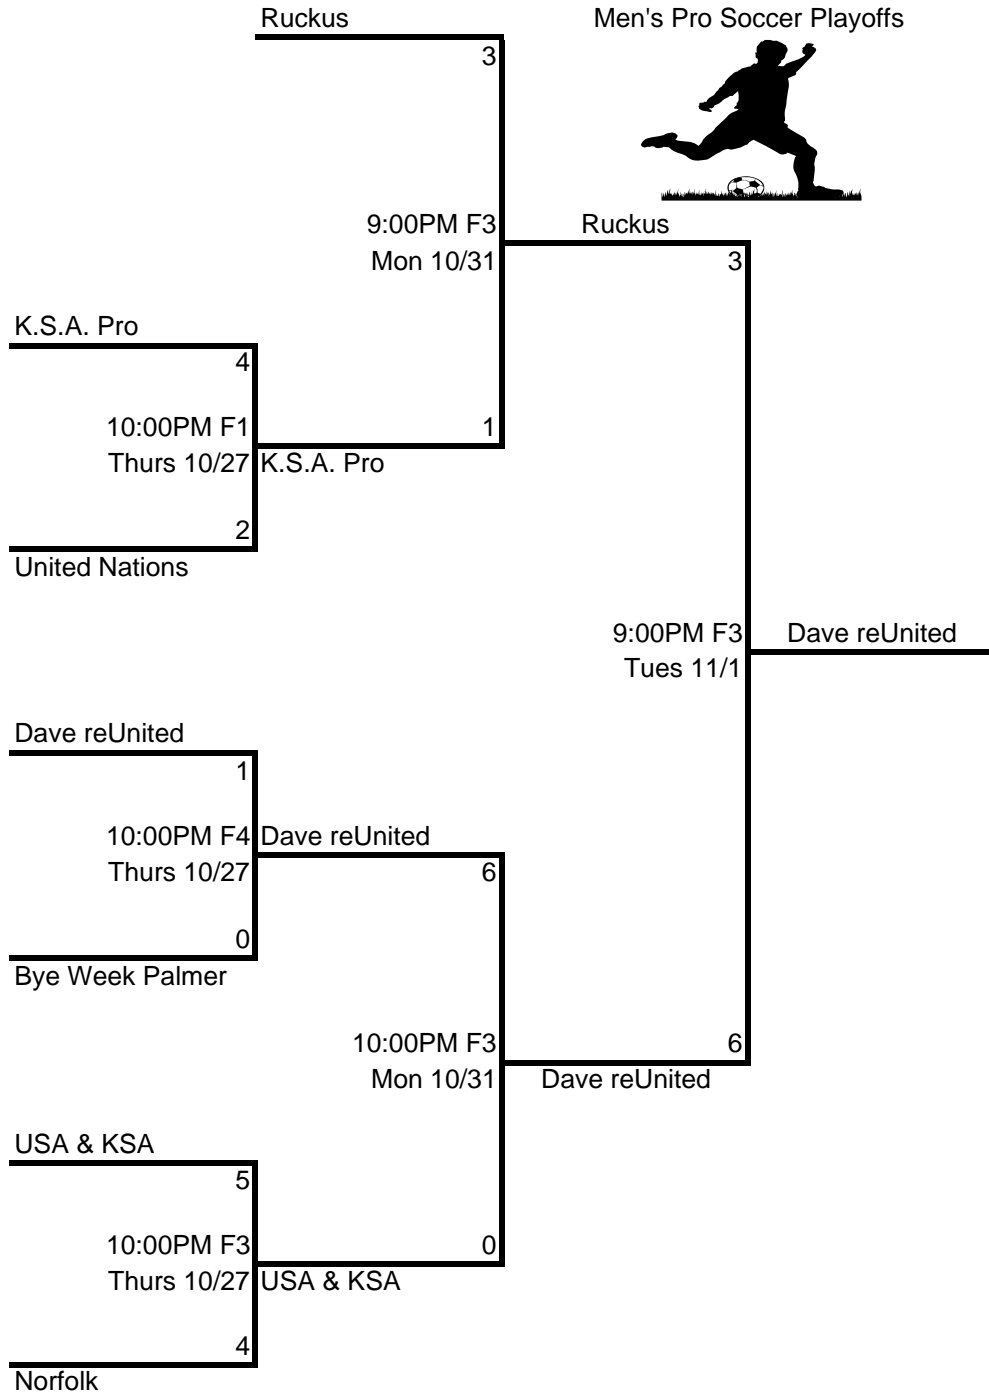 Ruckus
Men's Pro Soccer Playoffs
3
9:00PM F3
Mon 10/31
Ruckus
3
K.S.A. Pro
4
10:00PM F1
Thurs 10/27
1
K.S.A. Pro
2
United Nations
9:00PM F3
Tues 11/1
Dave reUnited
Dave reUnited
1
10:00PM F4
Thurs 10/27
Dave reUnited
6
0
Bye Week Palmer
10:00PM F3
Mon 10/31
6
Dave reUnited
USA & KSA
5
10:00PM F3
Thurs 10/27
0
USA & KSA
4
Norfolk